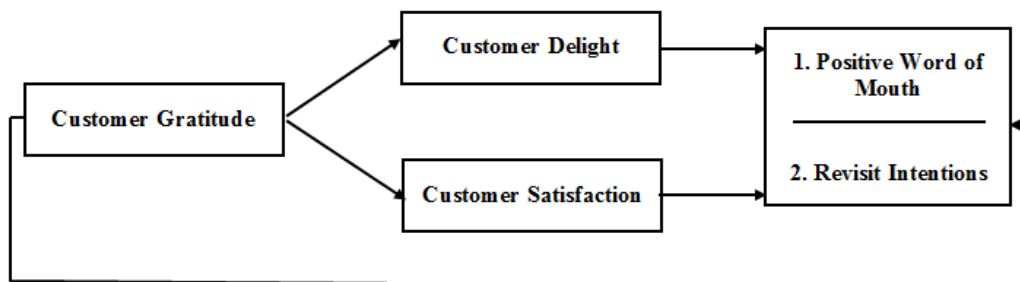 Customer Delight
1. Positive Word of
Mouth
Customer Gratitude
2. Revisit Intentions
Customer Satisfaction